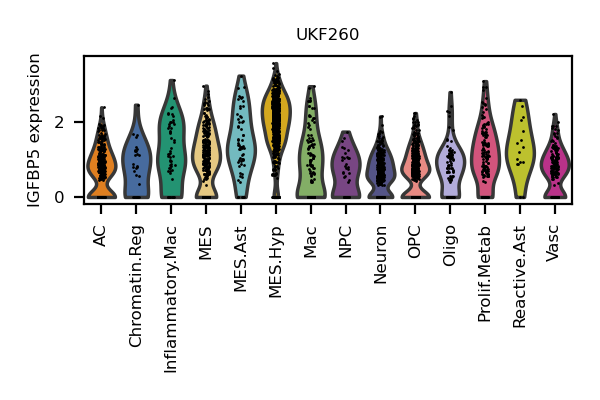 UKF260
IGFBP5 expression
2
0
AC
Chromatin.Reg
Inflammatory.Mac
MES
MES.Ast
MES.Hyp
Mac
NPC
Neuron
OPC
Oligo
Prolif.Metab
Reactive.Ast
Vasc